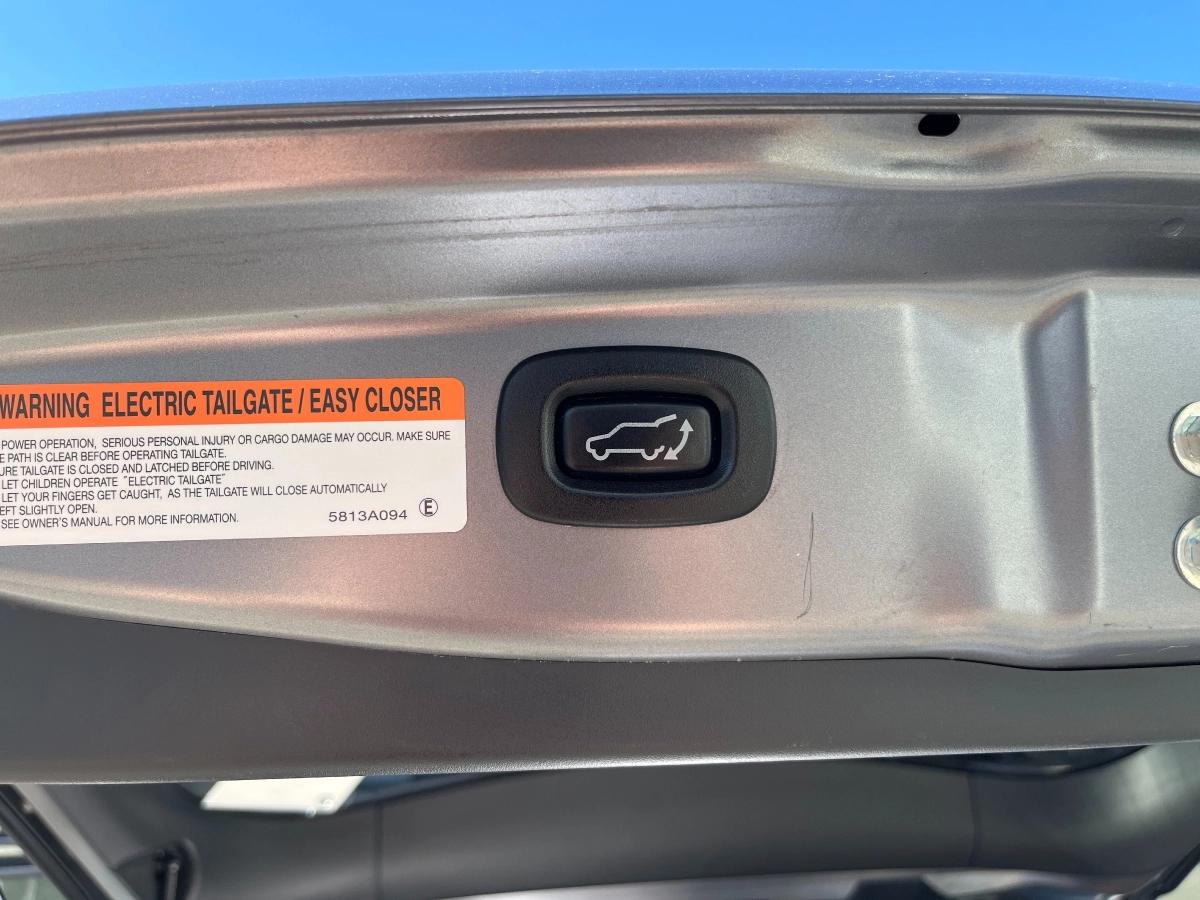 WARNING ELECTRIC TAILGATE / EASY CLOSER
POWER OPERATION, SERIOUS PERSONAL INJURY OR CARGO DAMAGE MAY OCCUR. MAKE SURE
PATH IS CLEAR BEFORE OPERATING TAILGATE.
TAILGATE IS CLOSED AND LATCHED BEFORE DRIVING.
LET CHILDREN OPERATE "ELECTRIC TAILGATE"
LET YOUR FINGERS GET CAUGHT, AS THE TAILGATE WILL CLOSE AUTOMATICALLY
SLIGHTLY OPEN.
SEE OWNER'S MANUAL FOR MORE INFORMATION.
5813A094 E